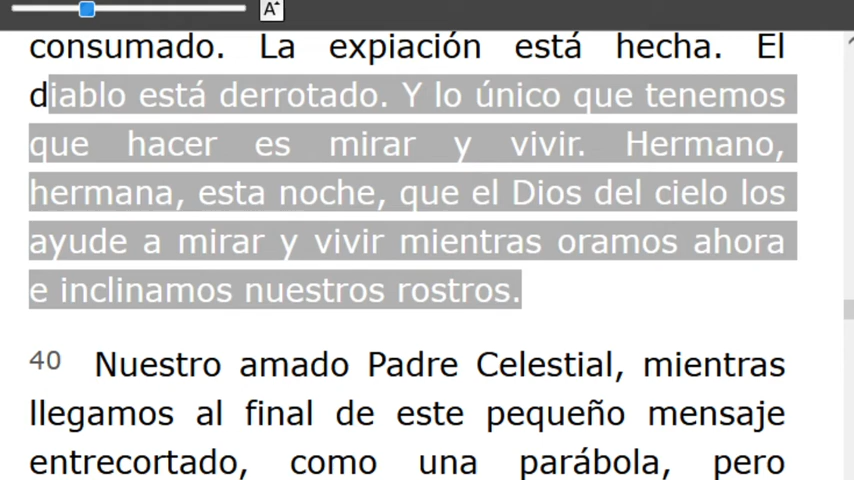 A
consumado. La expiación está hecha. El
diablo está derrotado. Y lo único que tenemos
que hacer es mirar y vivir. Hermano,
hermana, esta noche, que el Dios del cielo los
ayude a mirar y vivir mientras oramos ahora
e inclinamos nuestros rostros.
40 Nuestro amado Padre Celestial, mientras
llegamos al final de este pequeño mensaje
entrecortado, como una parábola, pero